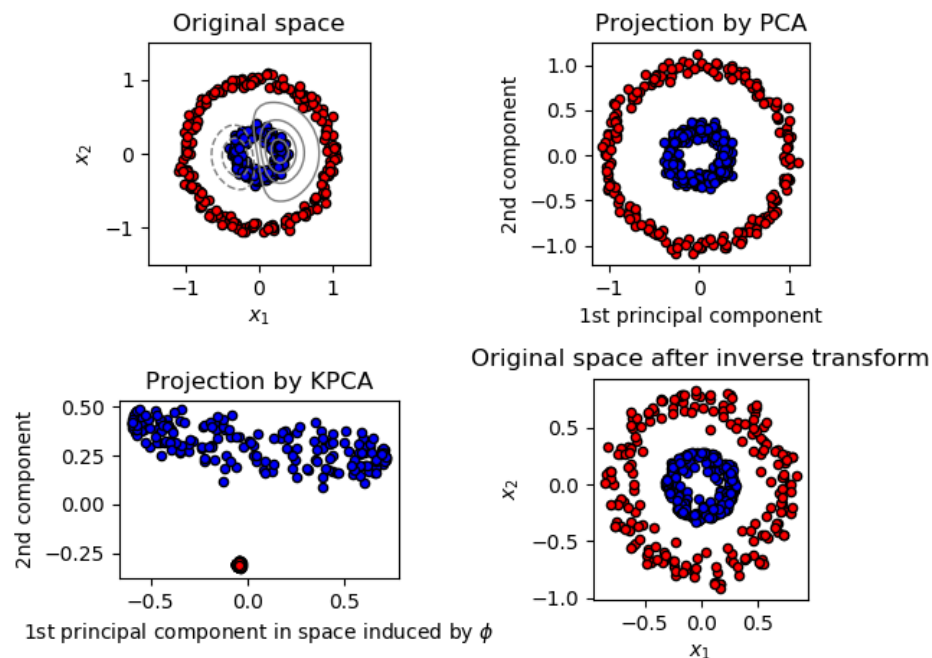 Original space
1
0
−1
x₂
−1
0
1
x₁
Projection by PCA
1.0
0.5
0.0
−0.5
−1.0
2nd component
−1
0
1
1st principal component
Projection by KPCA
0.50
0.25
0.00
−0.25
2nd component
−0.5
0.0
0.5
1st principal component in space induced by ϕ
Original space after inverse transform
0.5
0.0
−0.5
−1.0
x₂
−0.5
0.0
0.5
x₁